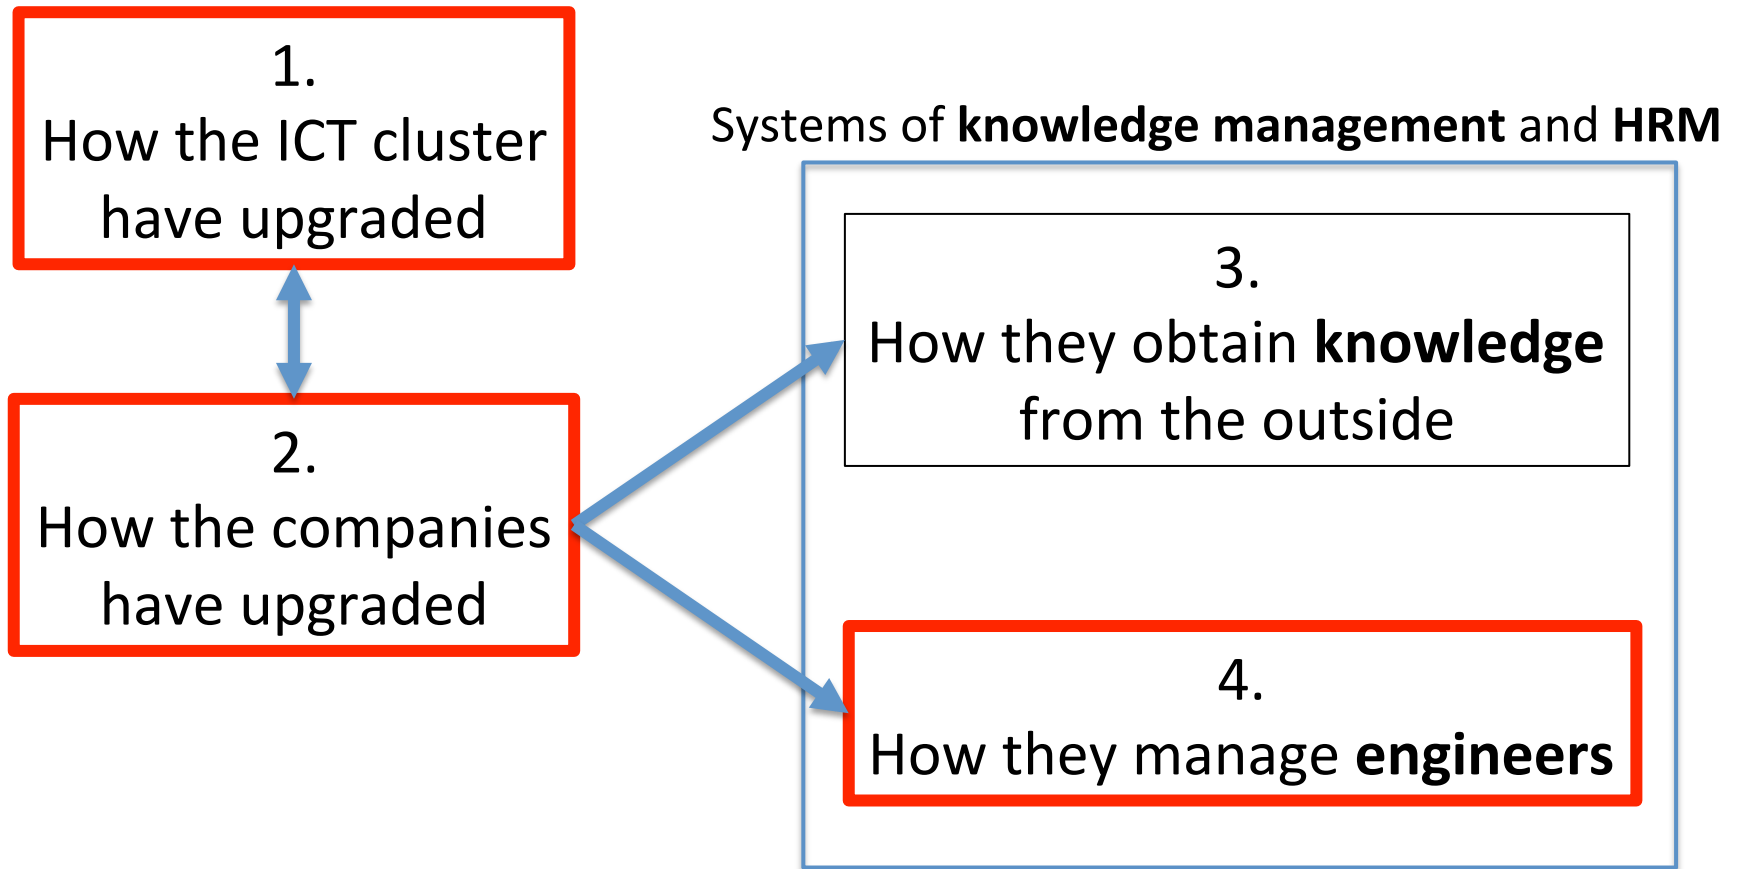 1.
How the ICT cluster
have upgraded
Systems of knowledge management and HRM
2.
How the companies
have upgraded
3.
How they obtain knowledge
from the outside
4.
How they manage engineers